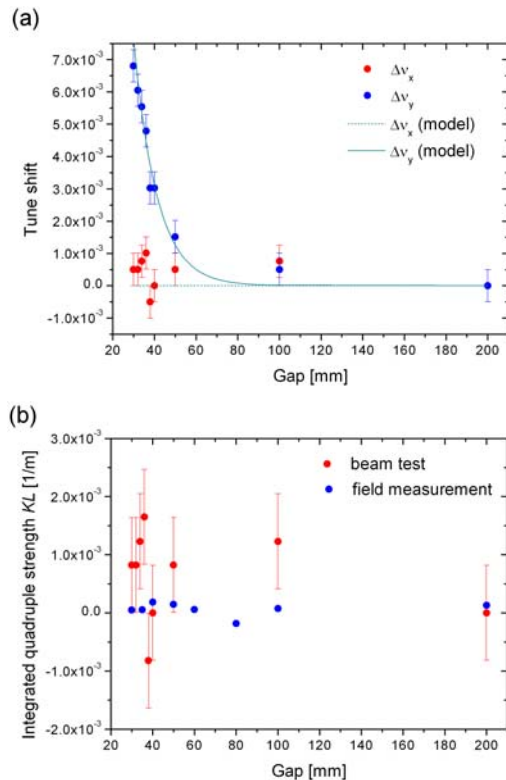 (a)
7.0x10⁻³
6.0x10⁻³
5.0x10⁻³
4.0x10⁻³
3.0x10⁻³
2.0x10⁻³
1.0x10⁻³
0.0
-1.0x10⁻³
Tune shift
Δνₓ
Δνᵧ
Δνₓ (model)
Δνᵧ (model)
20 40 60 80 100 120 140 160 180 200
Gap [mm]
(b)
3.0x10⁻³
2.0x10⁻³
1.0x10⁻³
0.0
-1.0x10⁻³
-2.0x10⁻³
Integrated quadruple strength KL [1/m]
beam test
field measurement
20 40 60 80 100 120 140 160 180 200
Gap [mm]